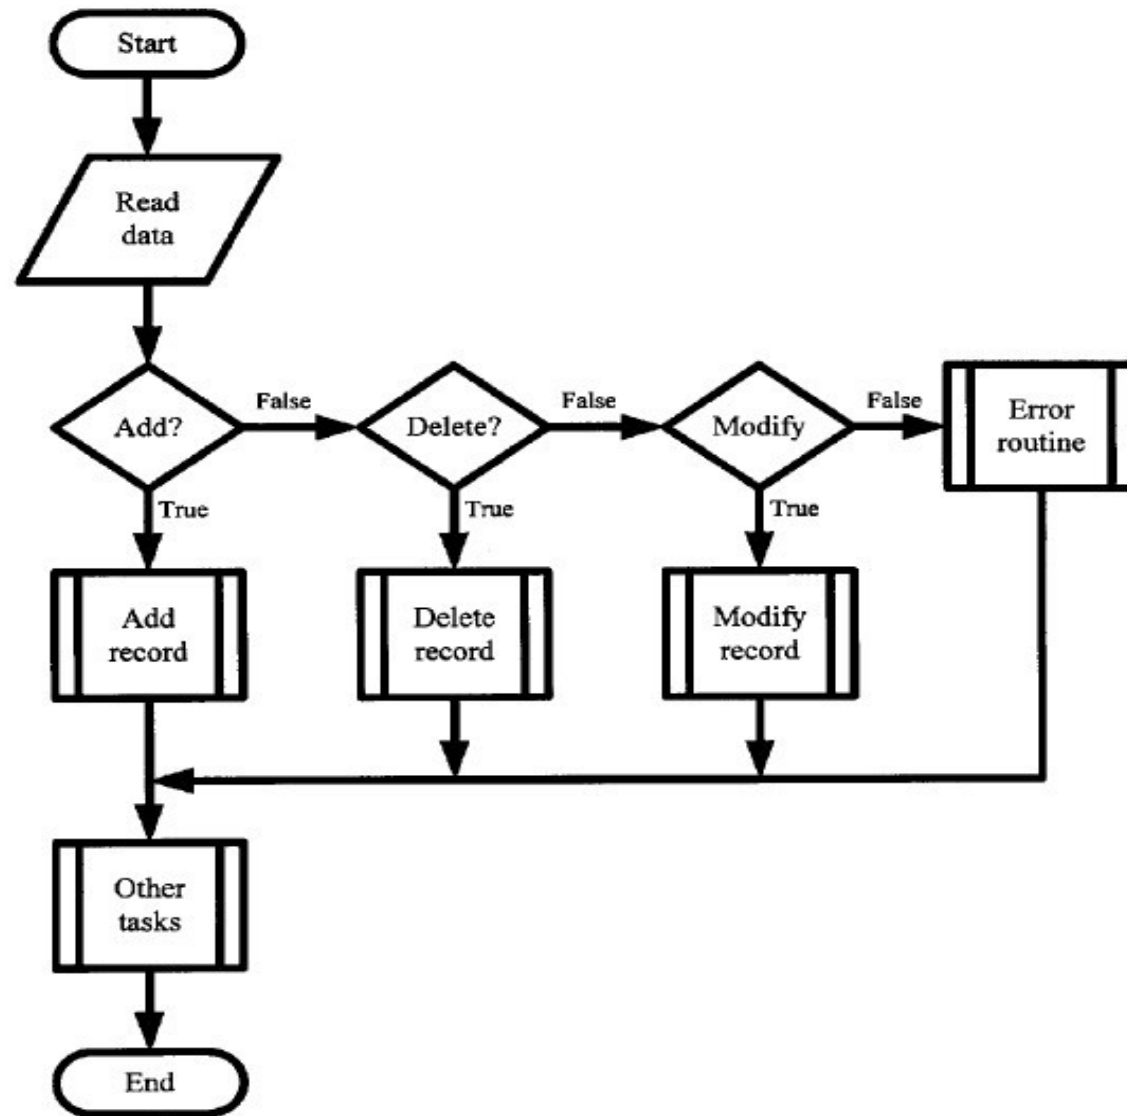 Start
Read
data
Add?
False
Delete?
False
Modify
False
Error
routine
True
True
True
Add
record
Delete
record
Modify
record
Other
tasks
End